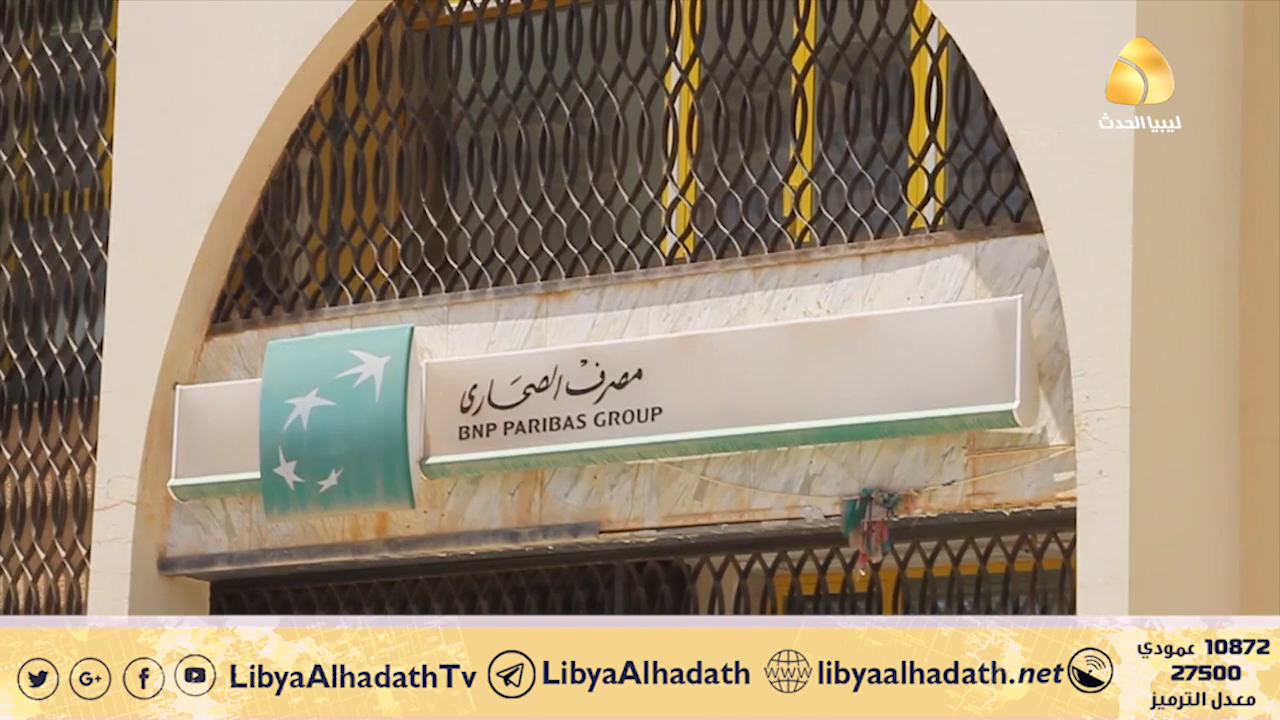 ليبيا الحدث
مصرف الصحارى
BNP PARIBAS GROUP
LibyaAlhadathTv
LibyaAlhadath
libyaalhadath.net
10872 عمودي
27500
معدل الترميز